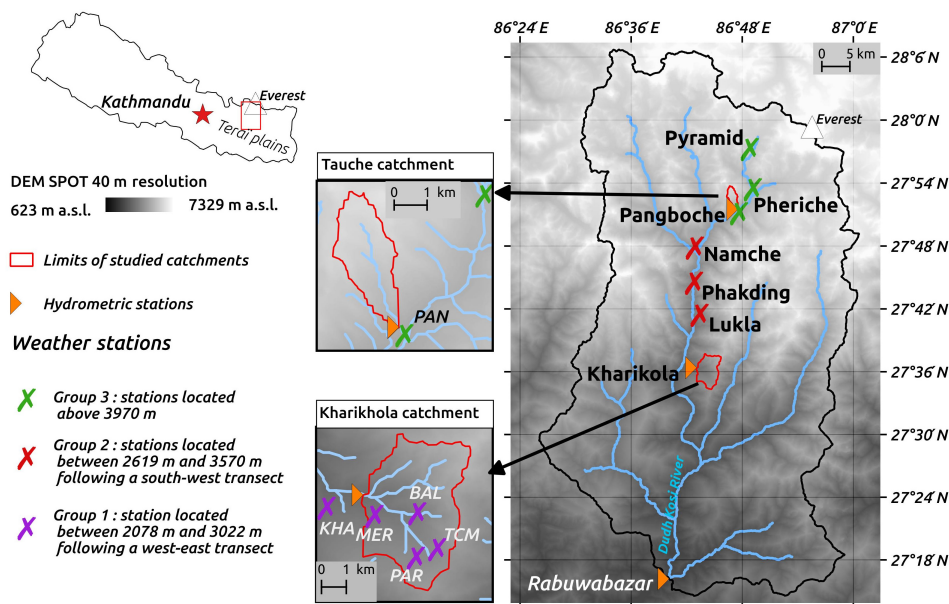 86°24′ E 86°36′ E 86°48′ E 87°0′ E
0 5 km
28°6′ N
28°0′ N
27°54′ N
27°48′ N
27°42′ N
27°36′ N
27°30′ N
27°24′ N
27°18′ N
Kathmandu
Everest
Terai plains
DEM SPOT 40 m resolution
623 m a.s.l. 7329 m a.s.l.
Limits of studied catchments
Hydrometric stations
Weather stations
Group 3 : stations located
above 3970 m
Group 2 : stations located
between 2619 m and 3570 m
following a south-west transect
Group 1 : station located
between 2078 m and 3022 m
following a west-east transect
Tauche catchment
0 1 km
PAN
Kharikhola catchment
BAL
KHA
MER
TCM
PAR
0 1 km
Everest
Pyramid
Pheriche
Pangboche
Namche
Phakding
Lukla
Kharikola
Dudh Kosi River
Rabuwabazar